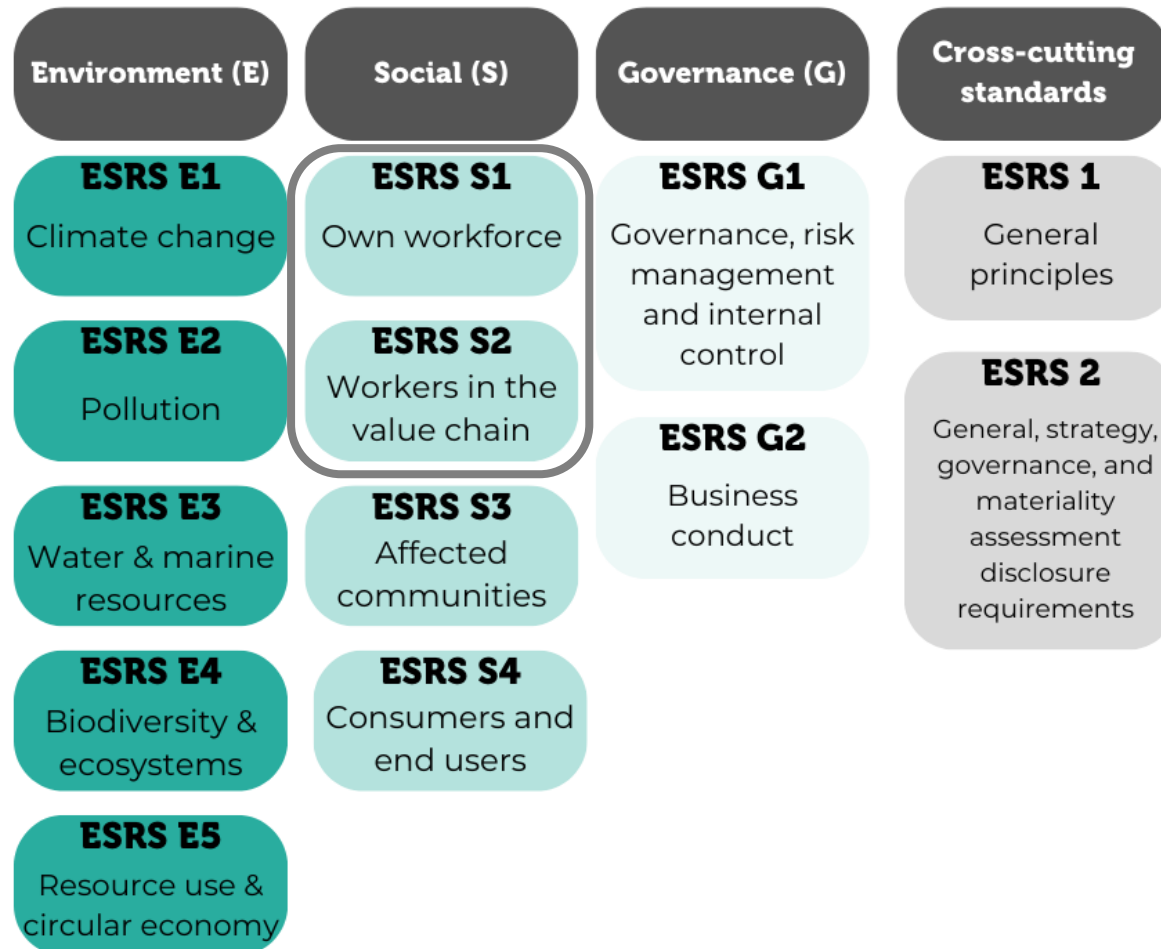 Environment (E)
ESRS E1
Climate change
ESRS E2
Pollution
ESRS E3
Water & marine
resources
ESRS E4
Biodiversity &
ecosystems
ESRS E5
Resource use &
circular economy
Social (S)
ESRS S1
Own workforce
ESRS S2
Workers in the
value chain
ESRS S3
Affected
communities
ESRS S4
Consumers and
end users
Governance (G)
ESRS G1
Governance, risk
management
and internal
control
ESRS G2
Business
conduct
Cross-cutting
standards
ESRS 1
General
principles
ESRS 2
General, strategy,
governance, and
materiality
assessment
disclosure
requirements